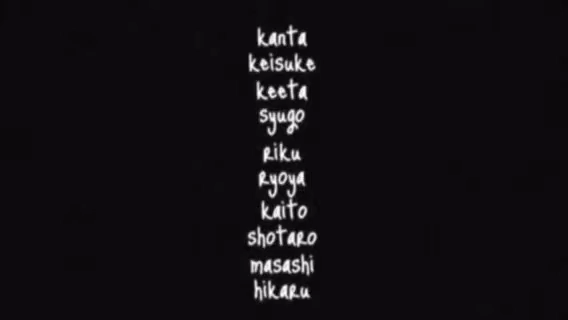 kanta
keisuke
keeta
syugo
riku
ryoya
kaito
shotaro
masashi
hikaru